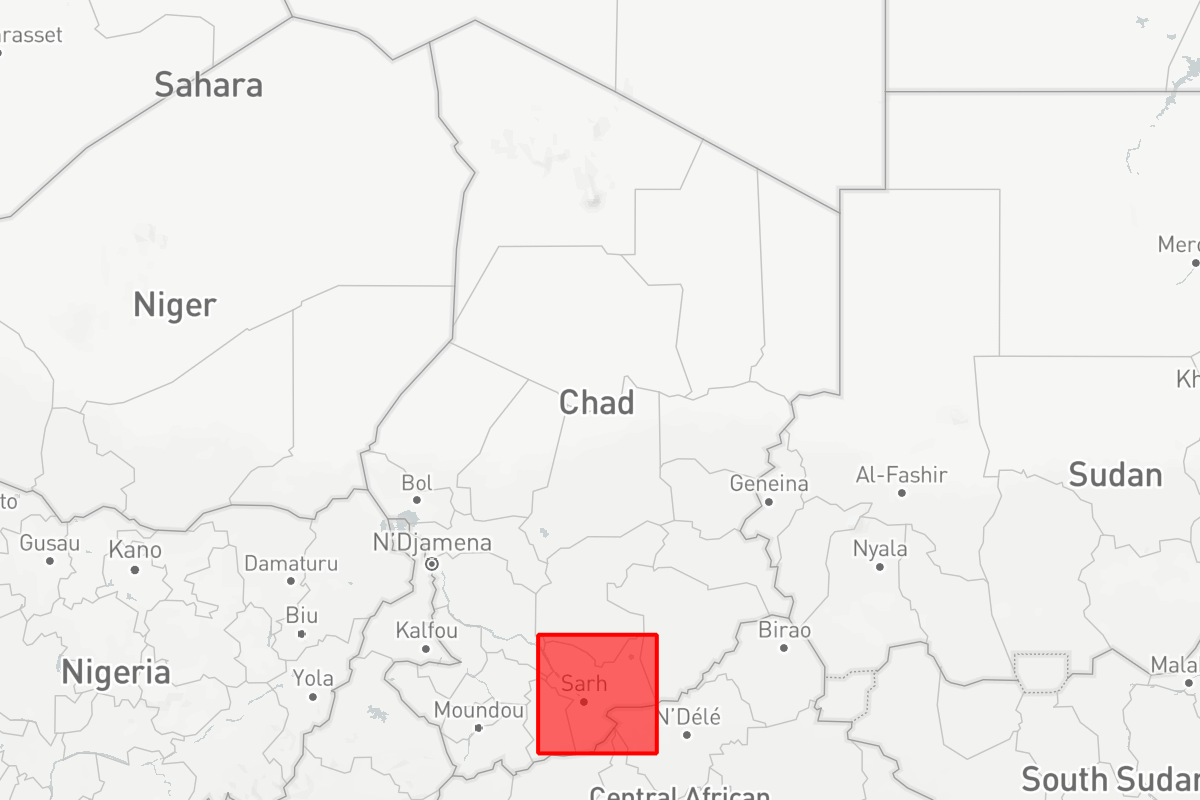 rasset
Sahara
Merc
Niger
Kh
Chad
Sudan
Al-Fashir
Bol
Geneina
to
N'Djamena
Gusau
Kano
Nyala
Damaturu
Biu
Kalfou
Birao
Nigeria
Mala
Yola
Sarh
Moundou
N'Délé
South Sudan
Central African